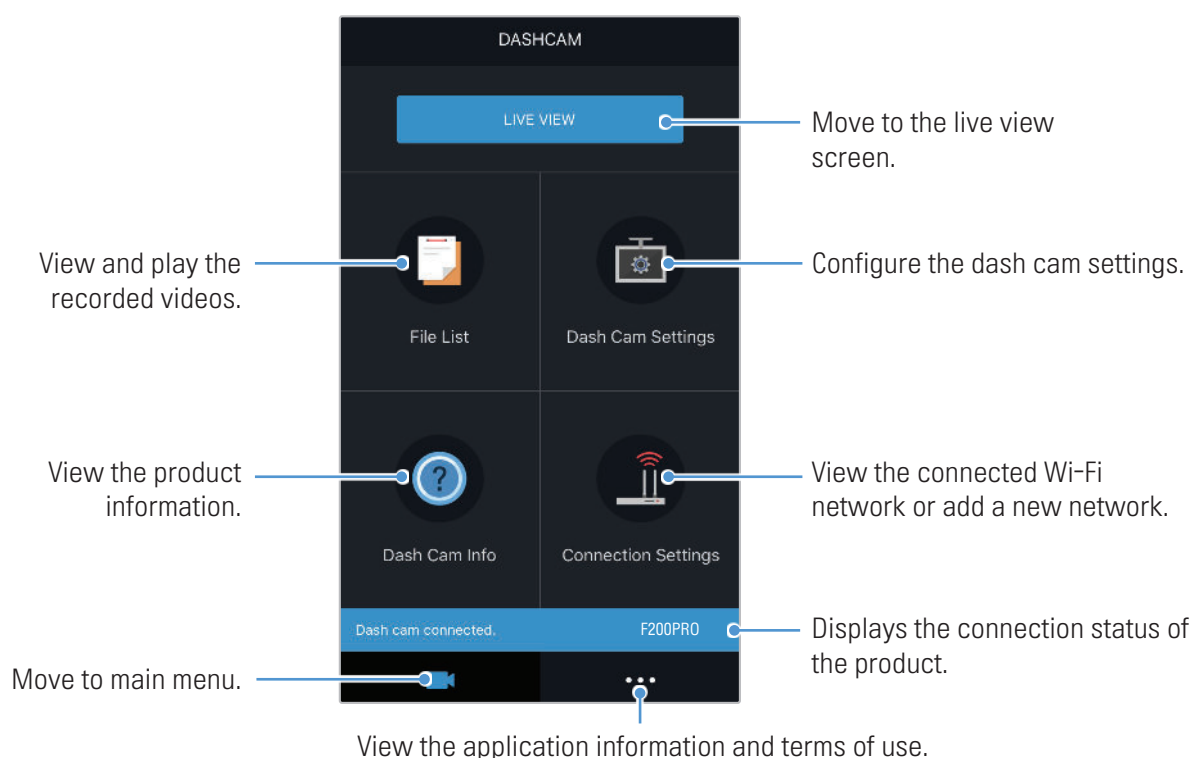 DASHCAM
LIVE VIEW
Move to the live view
screen.
View and play the
recorded videos.
Configure the dash cam settings.
File List
Dash Cam Settings
View the product
information.
?
View the connected Wi-Fi
network or add a new network.
Dash Cam Info
Connection Settings
Dash cam connected.
F200PRO
Displays the connection status of
the product.
Move to main menu.
View the application information and terms of use.